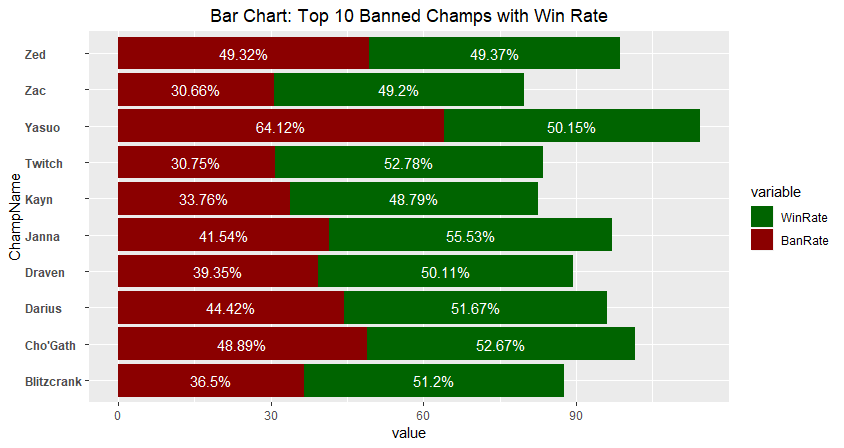 Bar Chart: Top 10 Banned Champs with Win Rate
ChampName
Zed 49.32% 49.37%
Zac 30.66% 49.2%
Yasuo 64.12% 50.15%
Twitch 30.75% 52.78%
Kayn 33.76% 48.79%
Janna 41.54% 55.53%
Draven 39.35% 50.11%
Darius 44.42% 51.67%
Cho'Gath 48.89% 52.67%
Blitzcrank 36.5% 51.2%
0 30 60 90
value
variable
WinRate
BanRate